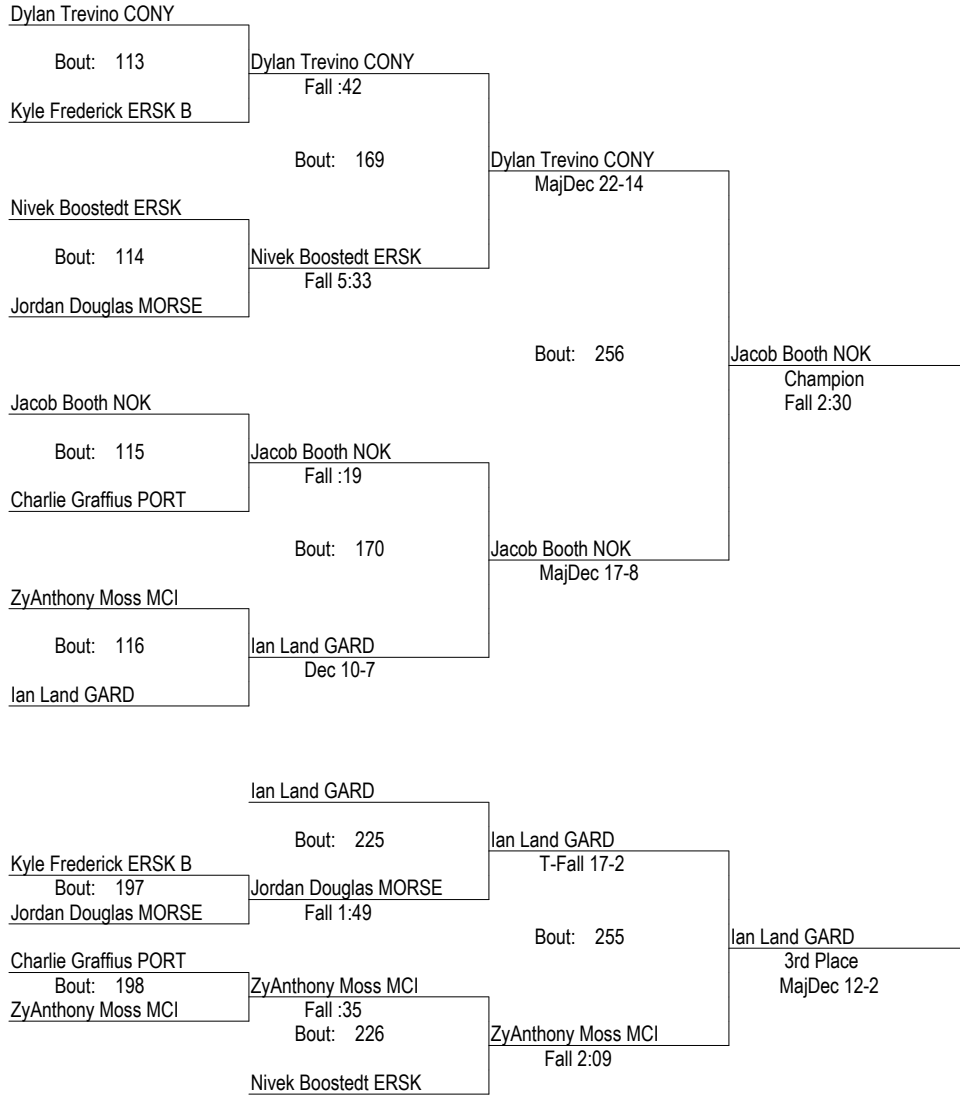 Dylan Trevino CONY
Bout: 113
Dylan Trevino CONY
Fall :42
Kyle Frederick ERSK B
Bout: 169
Dylan Trevino CONY
MajDec 22-14
Nivek Boostedt ERSK
Bout: 114
Nivek Boostedt ERSK
Fall 5:33
Jordan Douglas MORSE
Bout: 256
Jacob Booth NOK
Champion
Fall 2:30
Jacob Booth NOK
Bout: 115
Jacob Booth NOK
Fall :19
Charlie Graffius PORT
Bout: 170
Jacob Booth NOK
MajDec 17-8
ZyAnthony Moss MCI
Bout: 116
Ian Land GARD
Dec 10-7
Ian Land GARD
Ian Land GARD
Bout: 225
Ian Land GARD
T-Fall 17-2
Kyle Frederick ERSK B
Bout: 197
Jordan Douglas MORSE
Jordan Douglas MORSE
Fall 1:49
Bout: 255
Ian Land GARD
3rd Place
MajDec 12-2
Charlie Graffius PORT
Bout: 198
ZyAnthony Moss MCI
ZyAnthony Moss MCI
Fall :35
Bout: 226
ZyAnthony Moss MCI
Fall 2:09
Nivek Boostedt ERSK